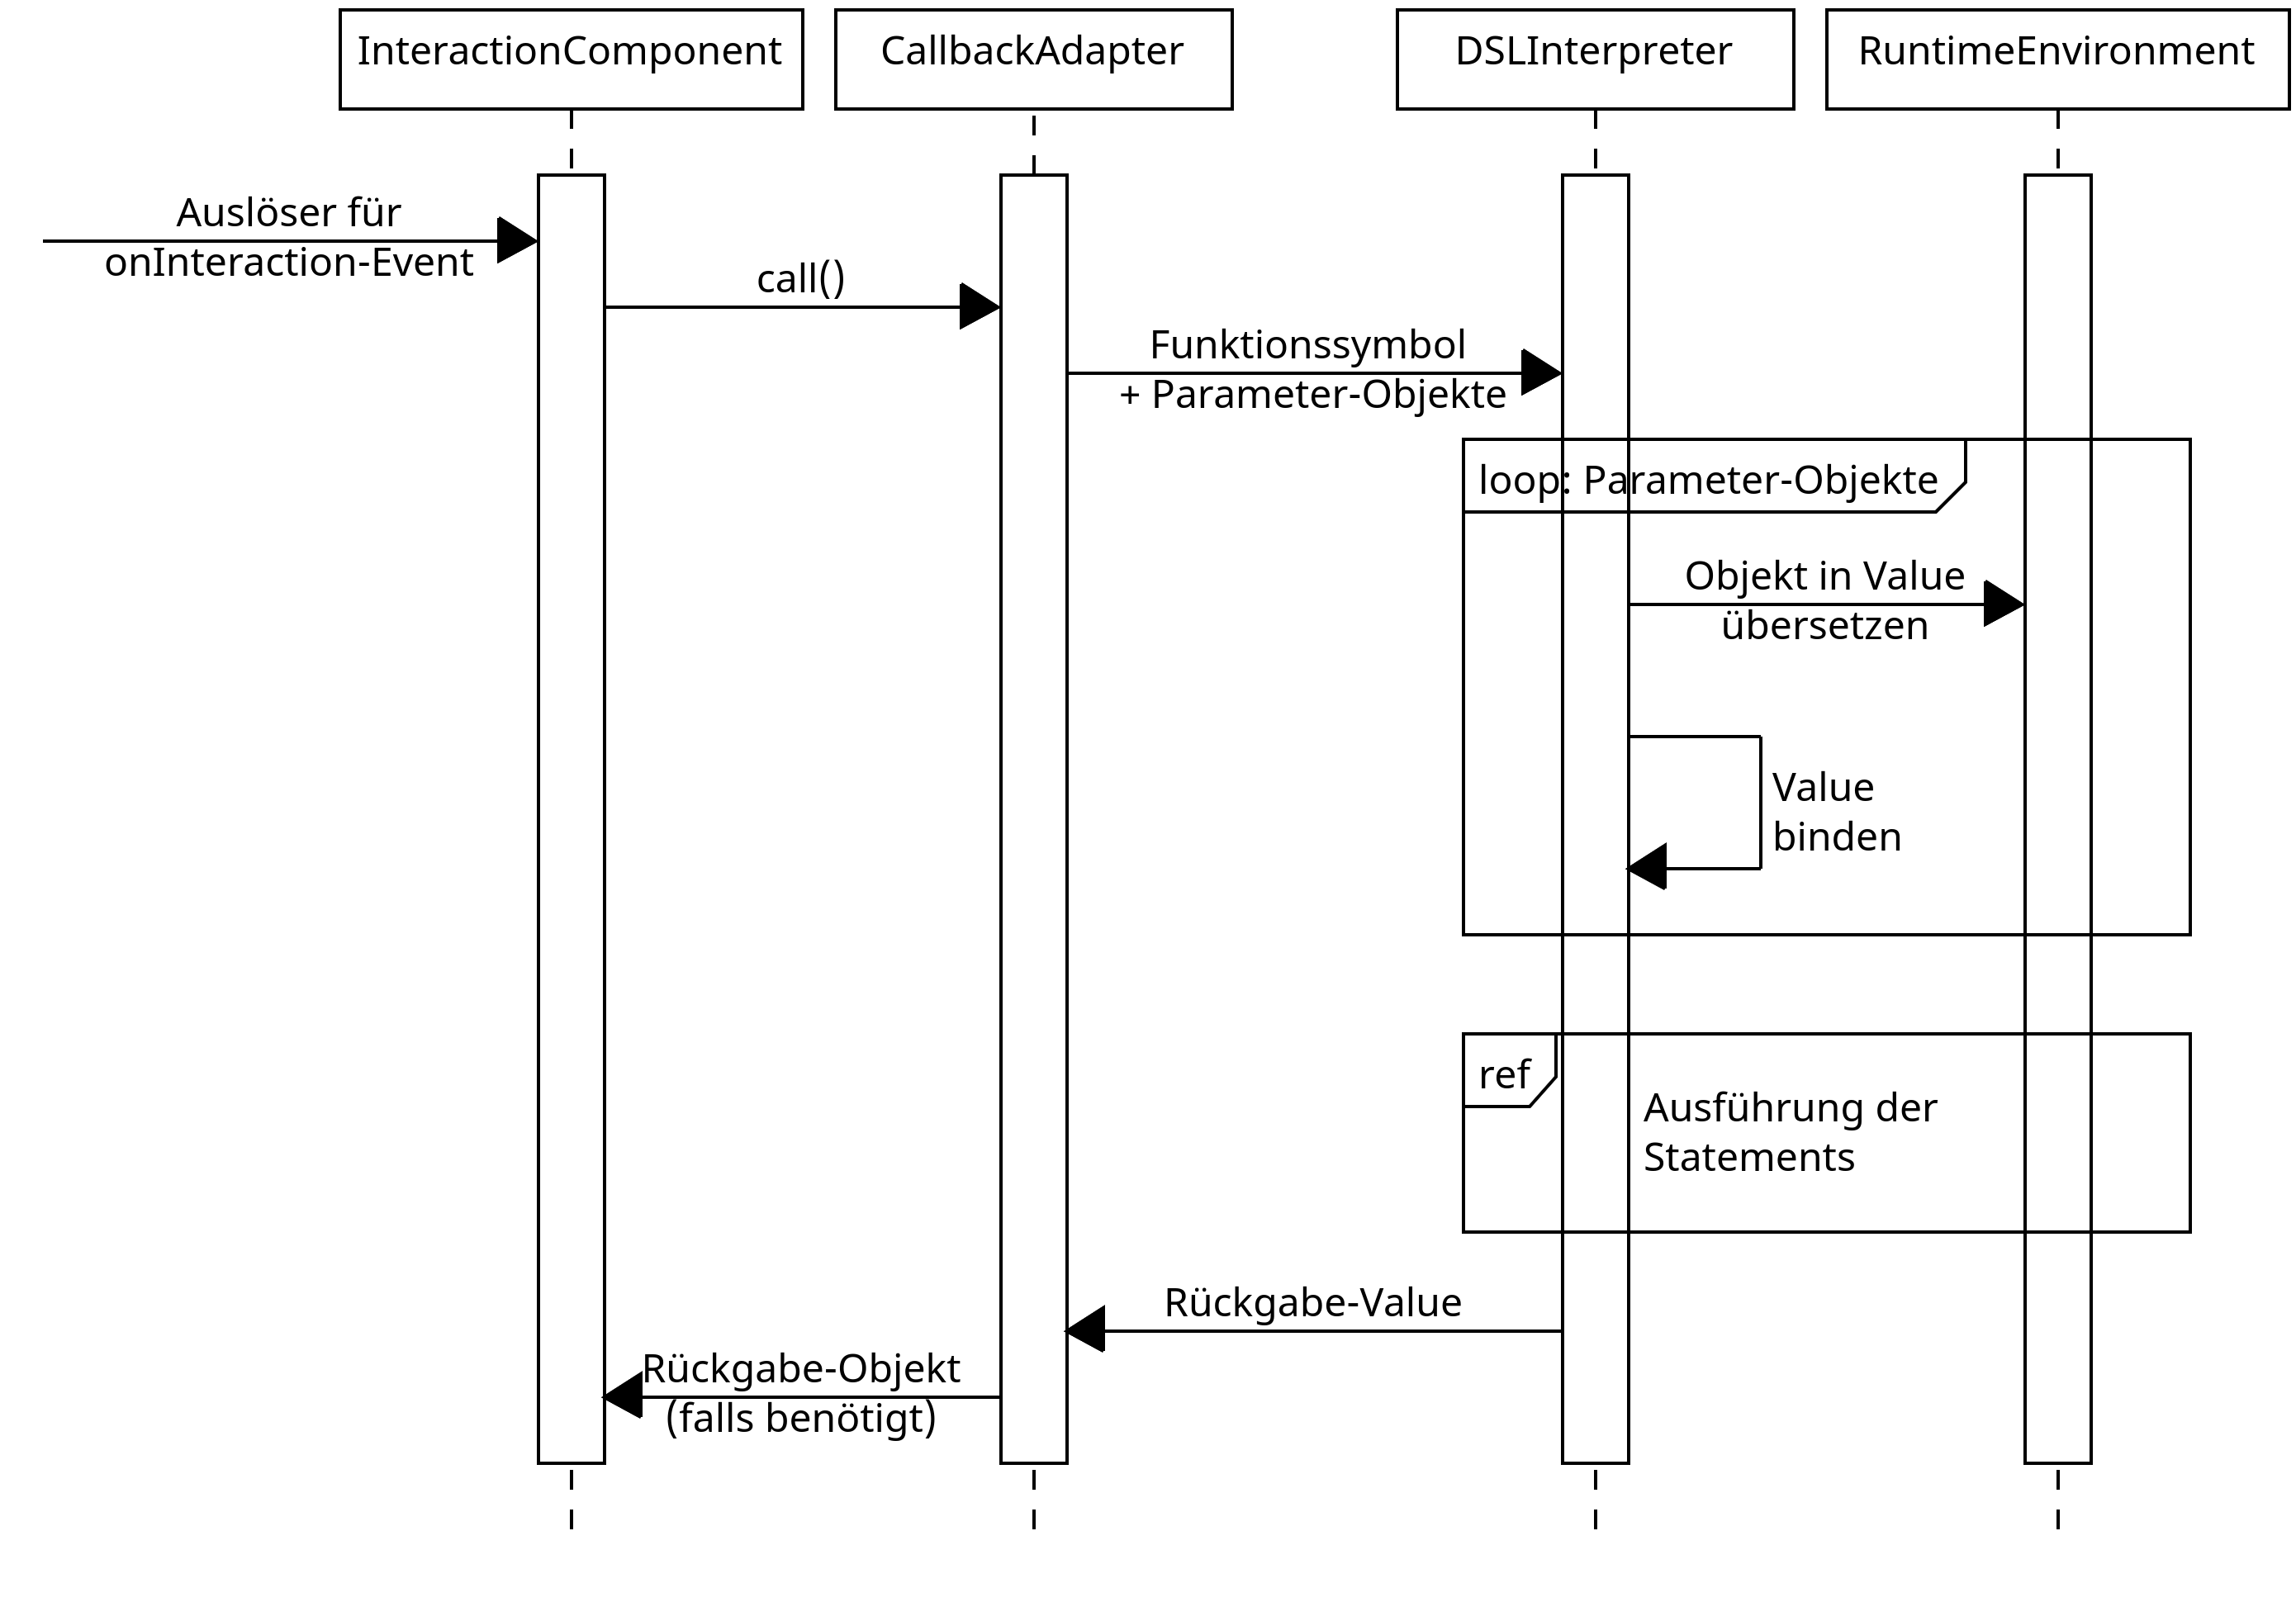 InteractionComponent
CallbackAdapter
DSLInterpreter
RuntimeEnvironment
Auslöser für
onInteraction-Event
call()
Funktionssymbol
+ Parameter-Objekte
loop: Parameter-Objekte
Objekt in Value
übersetzen
Value
binden
ref
Ausführung der
Statements
Rückgabe-Value
Rückgabe-Objekt
(falls benötigt)